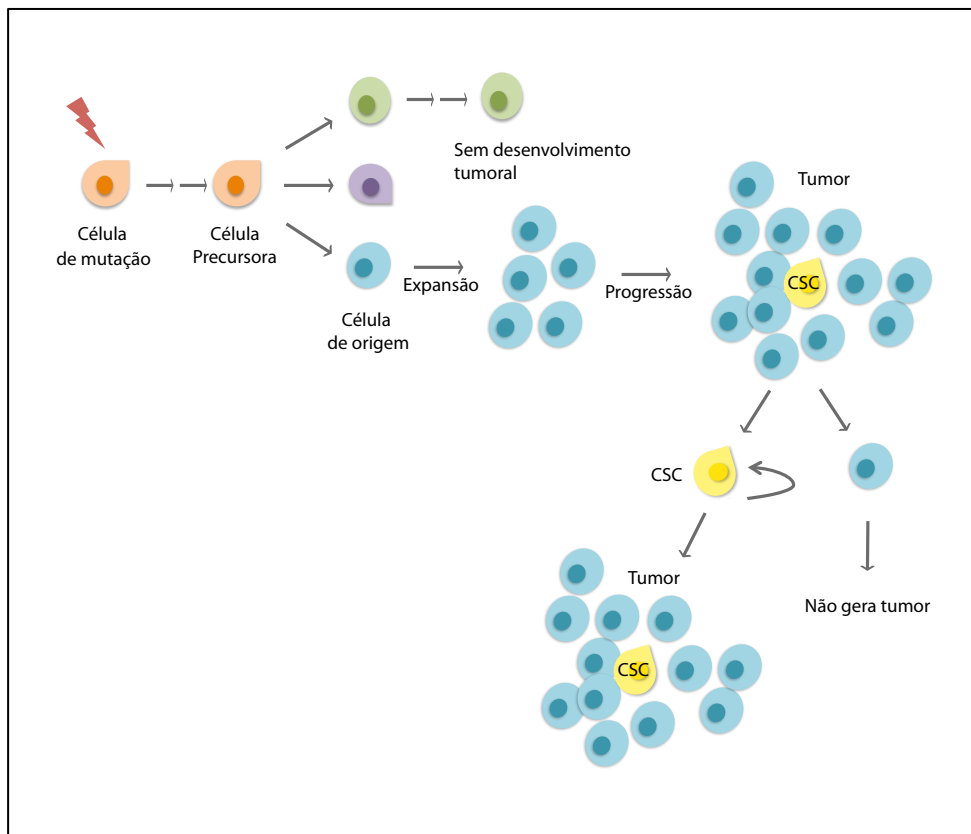 Sem desenvolvimento
tumoral
Tumor
Célula
de mutação
Célula
Precursora
Expansão
Célula
de origem
Progressão
CSC
CSC
Tumor
CSC
Não gera tumor